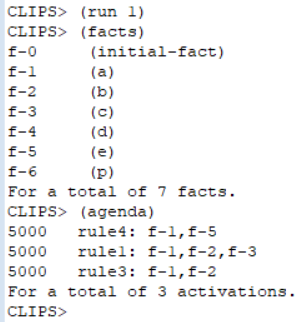 CLIPS> (run 1)
CLIPS> (facts)
f-0     (initial-fact)
f-1     (a)
f-2     (b)
f-3     (c)
f-4     (d)
f-5     (e)
f-6     (p)
For a total of 7 facts.
CLIPS> (agenda)
5000   rule4: f-1,f-5
5000   rule1: f-1,f-2,f-3
5000   rule3: f-1,f-2
For a total of 3 activations.
CLIPS>